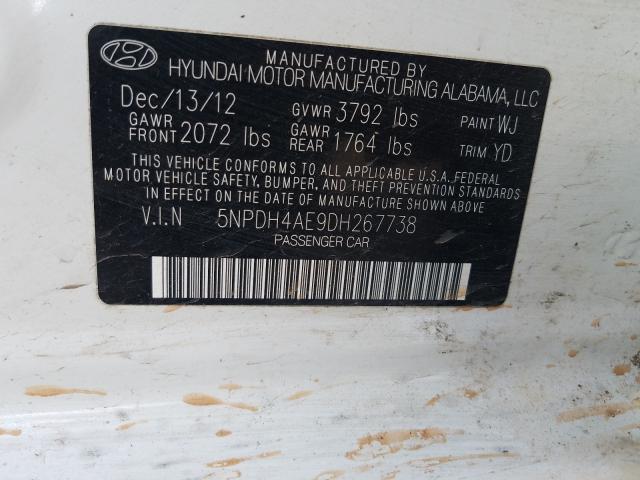 MANUFACTURED BY
HYUNDAI MOTOR MANUFACTURING ALABAMA, LLC
Dec/13/12 GVWR 3792 lbs PAINT WJ
GAWR FRONT 2072 lbs GAWR REAR 1764 lbs TRIM YD
THIS VEHICLE CONFORMS TO ALL APPLICABLE U.S.A. FEDERAL
MOTOR VEHICLE SAFETY, BUMPER, AND THEFT PREVENTION STANDARDS
IN EFFECT ON THE DATE OF MANUFACTURE SHOWN ABOVE.
V.I.N 5NPDH4AE9DH267738
PASSENGER CAR